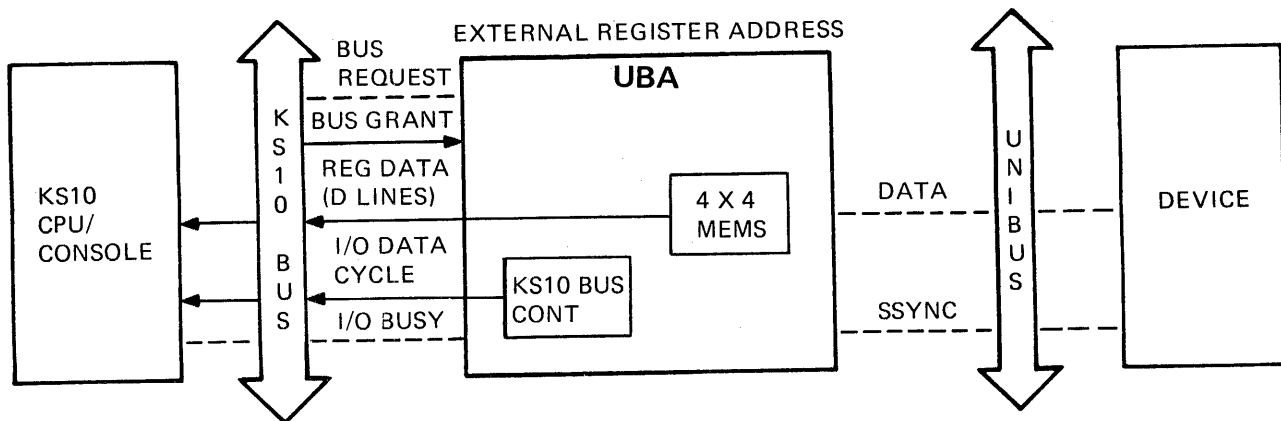 EXTERNAL REGISTER ADDRESS
KS10
CPU/
CONSOLE
KS10 BUS
BUS
REQUEST
BUS GRANT
REG DATA
(D LINES)
I/O DATA
CYCLE
I/O BUSY
UBA
4 X 4
MEMS
KS10 BUS
CONT
DATA
SSYNC
UNIBUS
DEVICE